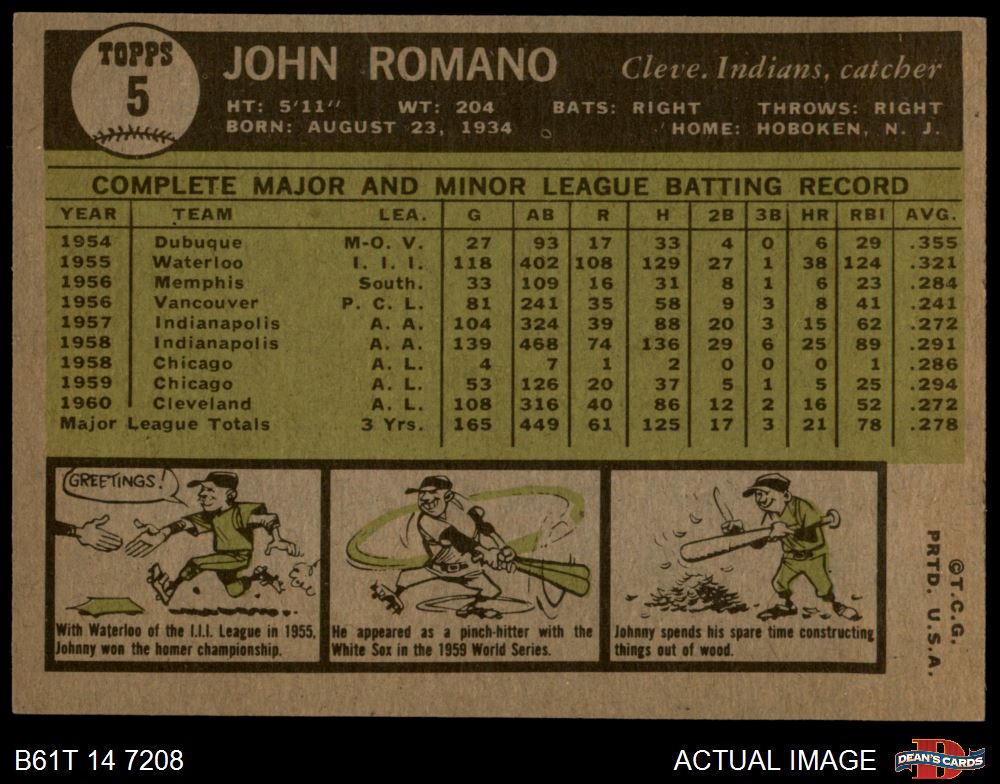 TOPPS
5
JOHN ROMANO
Cleve. Indians, catcher
HT: 5'11" WT: 204 BATS: RIGHT THROWS: RIGHT
BORN: AUGUST 23, 1934 HOME: HOBOKEN, N. J.
COMPLETE MAJOR AND MINOR LEAGUE BATTING RECORD
YEAR TEAM LEA. G AB R H 2B 3B HR RBI AVG.
1954 Dubuque M-O. V. 27 93 17 33 4 0 6 29 .355
1955 Waterloo I. I. I. 118 402 108 129 27 1 38 124 .321
1956 Memphis South. 33 109 16 31 8 1 6 23 .284
1956 Vancouver P. C. L. 81 241 35 58 9 3 8 41 .241
1957 Indianapolis A. A. 104 324 39 88 20 3 15 62 .272
1958 Indianapolis A. A. 139 468 74 136 29 6 25 89 .291
1958 Chicago A. L. 4 7 1 2 0 0 0 1 .286
1959 Chicago A. L. 53 126 20 37 5 1 5 25 .294
1960 Cleveland A. L. 108 316 40 86 12 2 16 52 .272
Major League Totals 3 Yrs. 165 449 61 125 17 3 21 78 .278
GREETINGS!
With Waterloo of the I.I.I. League in 1955,
Johnny won the homer championship.
He appeared as a pinch-hitter with the
White Sox in the 1959 World Series.
Johnny spends his spare time constructing
things out of wood.
©T.C.G.
PRTD. U.S.A.
B61T 14 7208
ACTUAL IMAGE
DEAN'S CARDS